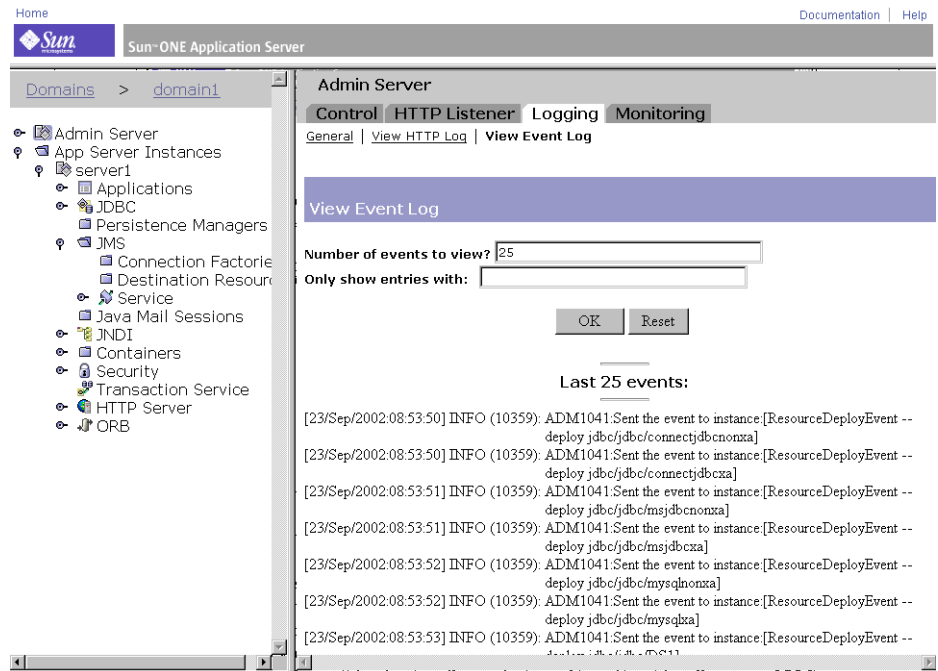 Home
Documentation | Help
Sun
microsystems
Sun ONE Application Server
Domains > domain1
Admin Server
App Server Instances
server1
Applications
JDBC
Persistence Managers
JMS
Connection Factorie
Destination Resour
Service
Java Mail Sessions
JNDI
Containers
Security
Transaction Service
HTTP Server
ORB
Admin Server
Control HTTP Listener Logging Monitoring
General | View HTTP Log | View Event Log
View Event Log
Number of events to view? 25
Only show entries with:
OK Reset
Last 25 events:
[23/Sep/2002:08:53:50] INFO (10359): ADM1041:Sent the event to instance:[ResourceDeployEvent --
deploy jdbc/jdbc/connectjdbcnonxa]
[23/Sep/2002:08:53:50] INFO (10359): ADM1041:Sent the event to instance:[ResourceDeployEvent --
deploy jdbc/jdbc/connectjdbcxa]
[23/Sep/2002:08:53:51] INFO (10359): ADM1041:Sent the event to instance:[ResourceDeployEvent --
deploy jdbc/jdbc/msjdbcnonxa]
[23/Sep/2002:08:53:51] INFO (10359): ADM1041:Sent the event to instance:[ResourceDeployEvent --
deploy jdbc/jdbc/msjdbcxa]
[23/Sep/2002:08:53:52] INFO (10359): ADM1041:Sent the event to instance:[ResourceDeployEvent --
deploy jdbc/jdbc/mysqlnonxa]
[23/Sep/2002:08:53:52] INFO (10359): ADM1041:Sent the event to instance:[ResourceDeployEvent --
deploy jdbc/jdbc/mysqlxa]
[23/Sep/2002:08:53:53] INFO (10359): ADM1041:Sent the event to instance:[ResourceDeployEvent --
deploy jdbc/jdbc/DS1]